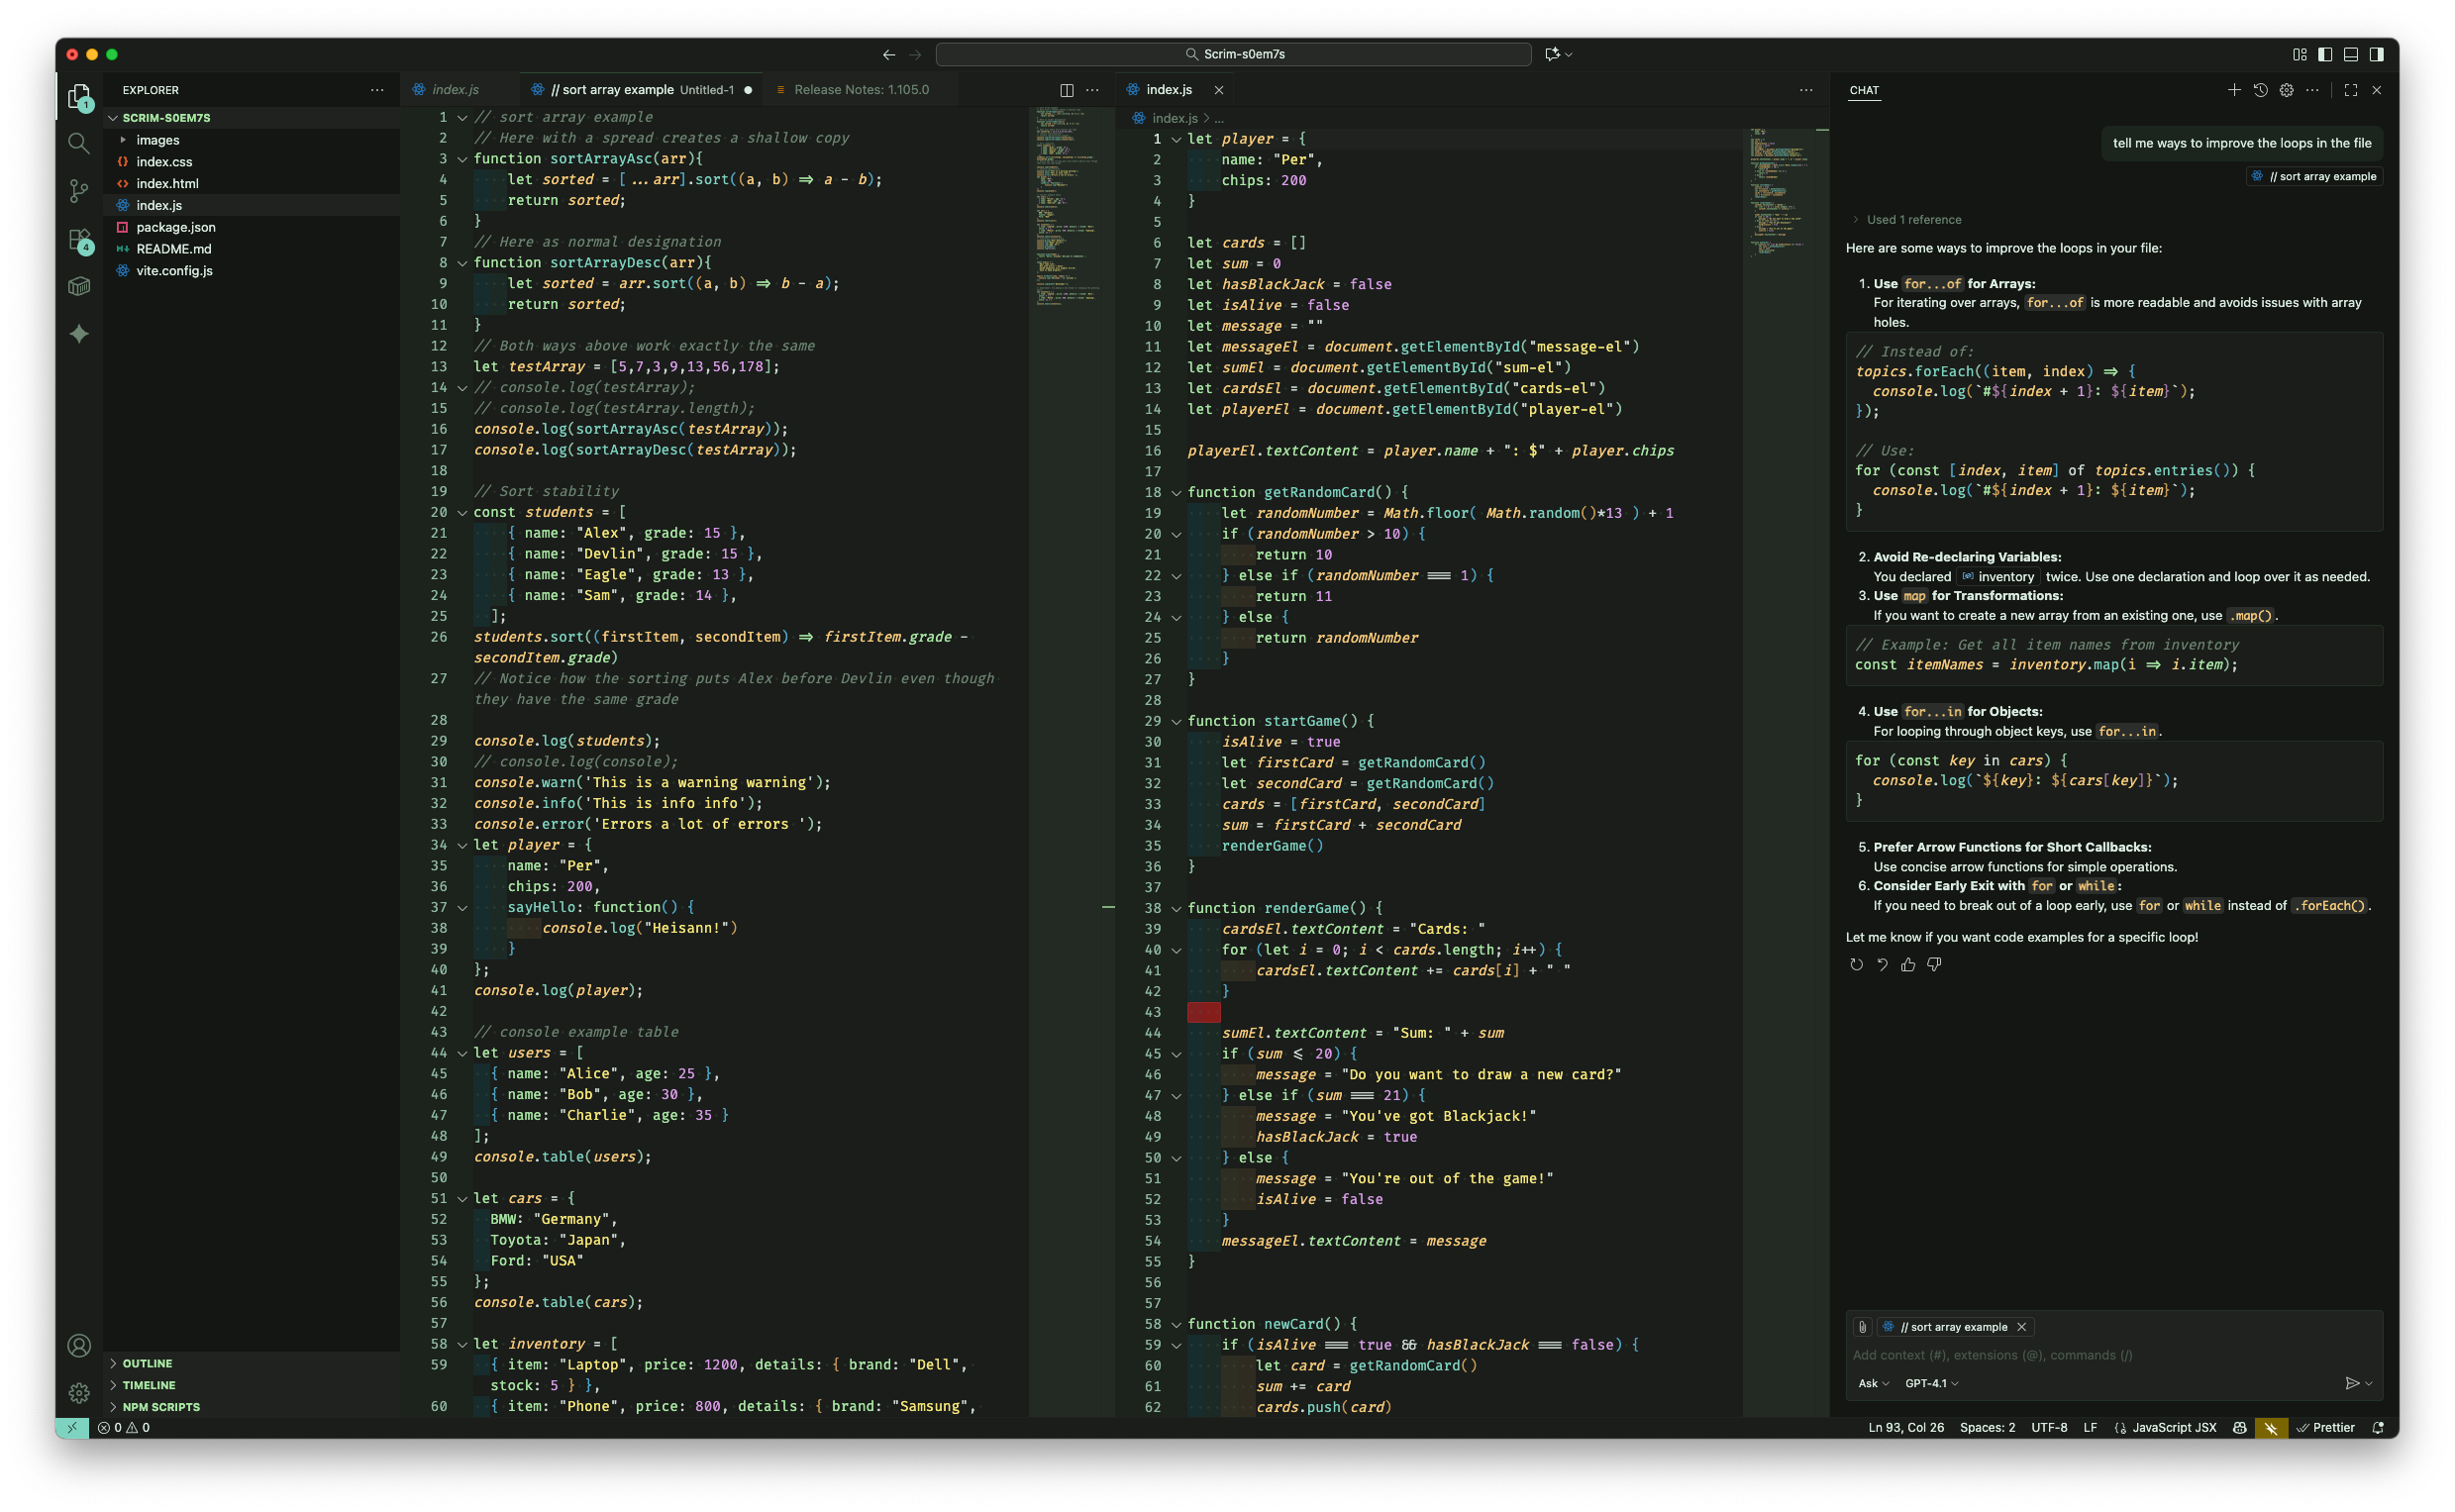 Scrim-s0em7s
EXPLORER
SCRIM-S0EM7S
images
index.css
index.html
index.js
package.json
README.md
vite.config.js
OUTLINE
TIMELINE
NPM SCRIPTS
1
4
index.js
// sort array example Untitled-1
Release Notes: 1.105.0
1 // sort array example
2 // Here with a spread creates a shallow copy
3 function sortArrayAsc(arr){
4 let sorted = [...arr].sort((a, b) => a - b);
5 return sorted;
6 }
7 // Here as normal designation
8 function sortArrayDesc(arr){
9 let sorted = arr.sort((a, b) => b - a);
10 return sorted;
11 }
12 // Both ways above work exactly the same
13 let testArray = [5,7,3,9,13,56,178];
14 // console.log(testArray);
15 // console.log(testArray.length);
16 console.log(sortArrayAsc(testArray));
17 console.log(sortArrayDesc(testArray));
18
19 // Sort stability
20 const students = [
21 { name: "Alex", grade: 15 },
22 { name: "Devlin", grade: 15 },
23 { name: "Eagle", grade: 13 },
24 { name: "Sam", grade: 14 },
25 ];
26 students.sort((firstItem, secondItem) => firstItem.grade -
secondItem.grade)
27 // Notice how the sorting puts Alex before Devlin even though
they have the same grade
28
29 console.log(students);
30 // console.log(console);
31 console.warn('This is a warning warning');
32 console.info('This is info info');
33 console.error('Errors a lot of errors ');
34 let player = {
35 name: "Per",
36 chips: 200,
37 sayHello: function() {
38 console.log("Heisann!")
39 }
40 };
41 console.log(player);
42
43 // console example table
44 let users = [
45 { name: "Alice", age: 25 },
46 { name: "Bob", age: 30 },
47 { name: "Charlie", age: 35 }
48 ];
49 console.table(users);
50
51 let cars = {
52 BMW: "Germany",
53 Toyota: "Japan",
54 Ford: "USA"
55 };
56 console.table(cars);
57
58 let inventory = [
59 { item: "Laptop", price: 1200, details: { brand: "Dell",
stock: 5 } },
60 { item: "Phone", price: 800, details: { brand: "Samsung",
index.js
index.js > ...
1 let player = {
2 name: "Per",
3 chips: 200
4 }
5
6 let cards = []
7 let sum = 0
8 let hasBlackJack = false
9 let isAlive = false
10 let message = ""
11 let messageEl = document.getElementById("message-el")
12 let sumEl = document.getElementById("sum-el")
13 let cardsEl = document.getElementById("cards-el")
14 let playerEl = document.getElementById("player-el")
15
16 playerEl.textContent = player.name + ": $" + player.chips
17
18 function getRandomCard() {
19 let randomNumber = Math.floor( Math.random()*13 ) + 1
20 if (randomNumber > 10) {
21 return 10
22 } else if (randomNumber === 1) {
23 return 11
24 } else {
25 return randomNumber
26 }
27 }
28
29 function startGame() {
30 isAlive = true
31 let firstCard = getRandomCard()
32 let secondCard = getRandomCard()
33 cards = [firstCard, secondCard]
34 sum = firstCard + secondCard
35 renderGame()
36 }
37
38 function renderGame() {
39 cardsEl.textContent = "Cards: "
40 for (let i = 0; i < cards.length; i++) {
41 cardsEl.textContent += cards[i] + " "
42 }
43
44 sumEl.textContent = "Sum: " + sum
45 if (sum <= 20) {
46 message = "Do you want to draw a new card?"
47 } else if (sum === 21) {
48 message = "You've got Blackjack!"
49 hasBlackJack = true
50 } else {
51 message = "You're out of the game!"
52 isAlive = false
53 }
54 messageEl.textContent = message
55 }
56
57
58 function newCard() {
59 if (isAlive === true && hasBlackJack === false) {
60 let card = getRandomCard()
61 sum += card
62 cards.push(card)
CHAT
tell me ways to improve the loops in the file
// sort array example
Used 1 reference
Here are some ways to improve the loops in your file:
1. Use for...of for Arrays:
For iterating over arrays, for...of is more readable and avoids issues with array
holes.
// Instead of:
topics.forEach((item, index) => {
console.log(`#${index + 1}: ${item}`);
});
// Use:
for (const [index, item] of topics.entries()) {
console.log(`#${index + 1}: ${item}`);
}
2. Avoid Re-declaring Variables:
You declared inventory twice. Use one declaration and loop over it as needed.
3. Use map for Transformations:
If you want to create a new array from an existing one, use .map().
// Example: Get all item names from inventory
const itemNames = inventory.map(i => i.item);
4. Use for...in for Objects:
For looping through object keys, use for...in.
for (const key in cars) {
console.log(`${key}: ${cars[key]}`);
}
5. Prefer Arrow Functions for Short Callbacks:
Use concise arrow functions for simple operations.
6. Consider Early Exit with for or while:
If you need to break out of a loop early, use for or while instead of .forEach().
Let me know if you want code examples for a specific loop!
// sort array example
Add context (#), extensions (@), commands (/)
Ask
GPT-4.1
0 0
Ln 93, Col 26 Spaces: 2 UTF-8 LF {} JavaScript JSX Prettier